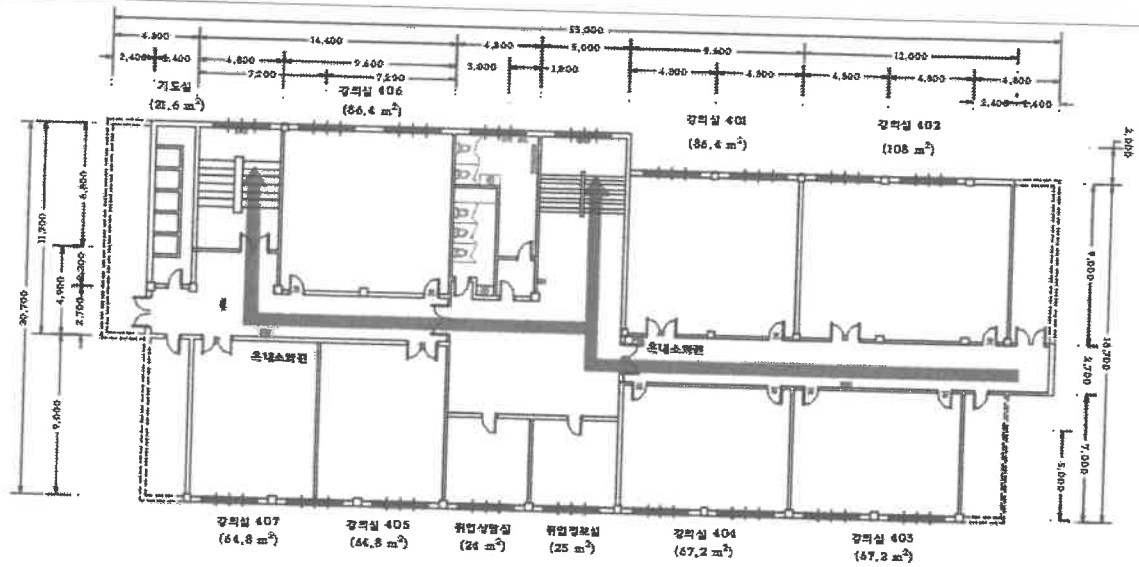 53,000
4,800
14,400
4,800
5,000
9,600
12,000
2,400
2,400
4,800
9,600
3,000
1,800
4,800
4,800
4,800
4,800
4,800
7,200
7,200
2,400
2,400
기도실
(21,6 m²)
강의실 406
(86,4 m²)
강의실 401
(86,4 m²)
강의실 402
(108 m²)
2,000
20,700
11,700
6,800
4,900
2,200
2,700
9,000
9,000
18,700
2,700
7,000
5,000
옥내소화전
옥내소화전
강의실 407
(64,8 m²)
강의실 405
(64,8 m²)
취업상담실
(24 m²)
취업정보실
(25 m²)
강의실 404
(67,2 m²)
강의실 403
(67,2 m²)